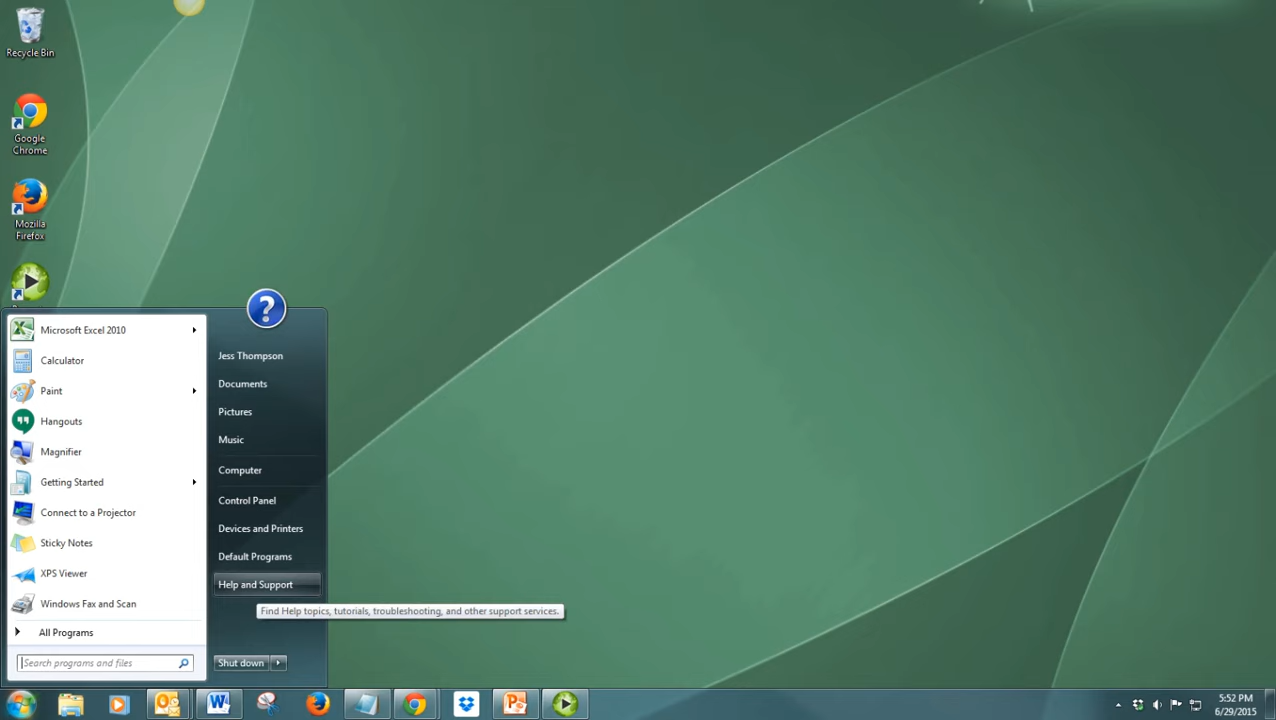 Recycle Bin
Google
Chrome
Mozilla
Firefox
Microsoft Excel 2010
Calculator
Paint
Hangouts
Magnifier
Getting Started
Connect to a Projector
Sticky Notes
XPS Viewer
Windows Fax and Scan
All Programs
Search programs and files
?
Jess Thompson
Documents
Pictures
Music
Computer
Control Panel
Devices and Printers
Default Programs
Help and Support
Find Help topics, tutorials, troubleshooting, and other support services.
Shut down
5:52 PM
6/29/2015